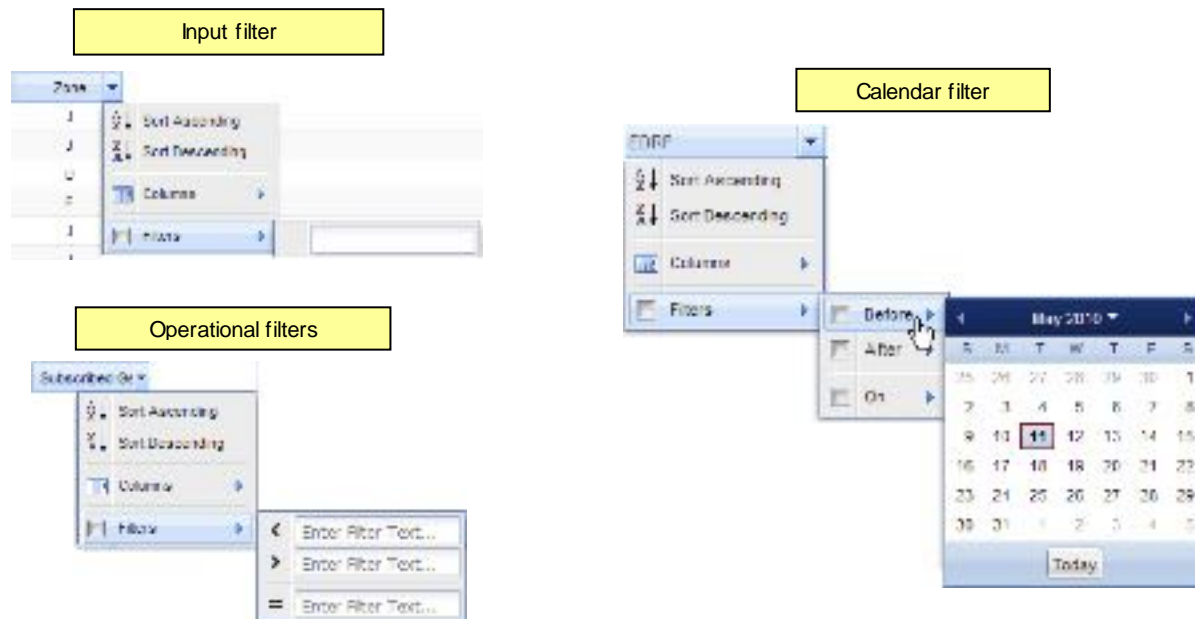 Input filter
Zone
J
Sort Ascending
J
Sort Descending
Columns
J
Filters
Operational filters
Subscribed
Sort Ascending
Sort Descending
Columns
Filters
< Enter Filter Text...
> Enter Filter Text...
= Enter Filter Text...
Calendar filter
Sort Ascending
Sort Descending
Columns
Filters
Before
After
On
May 2010
S M T W T F S
25 26 27 28 29 30 1
2 3 4 5 6 7 8
9 10 11 12 13 14 15
16 17 18 19 20 21 22
23 24 25 26 27 28 29
30 31 1 2 3 4 5
Today